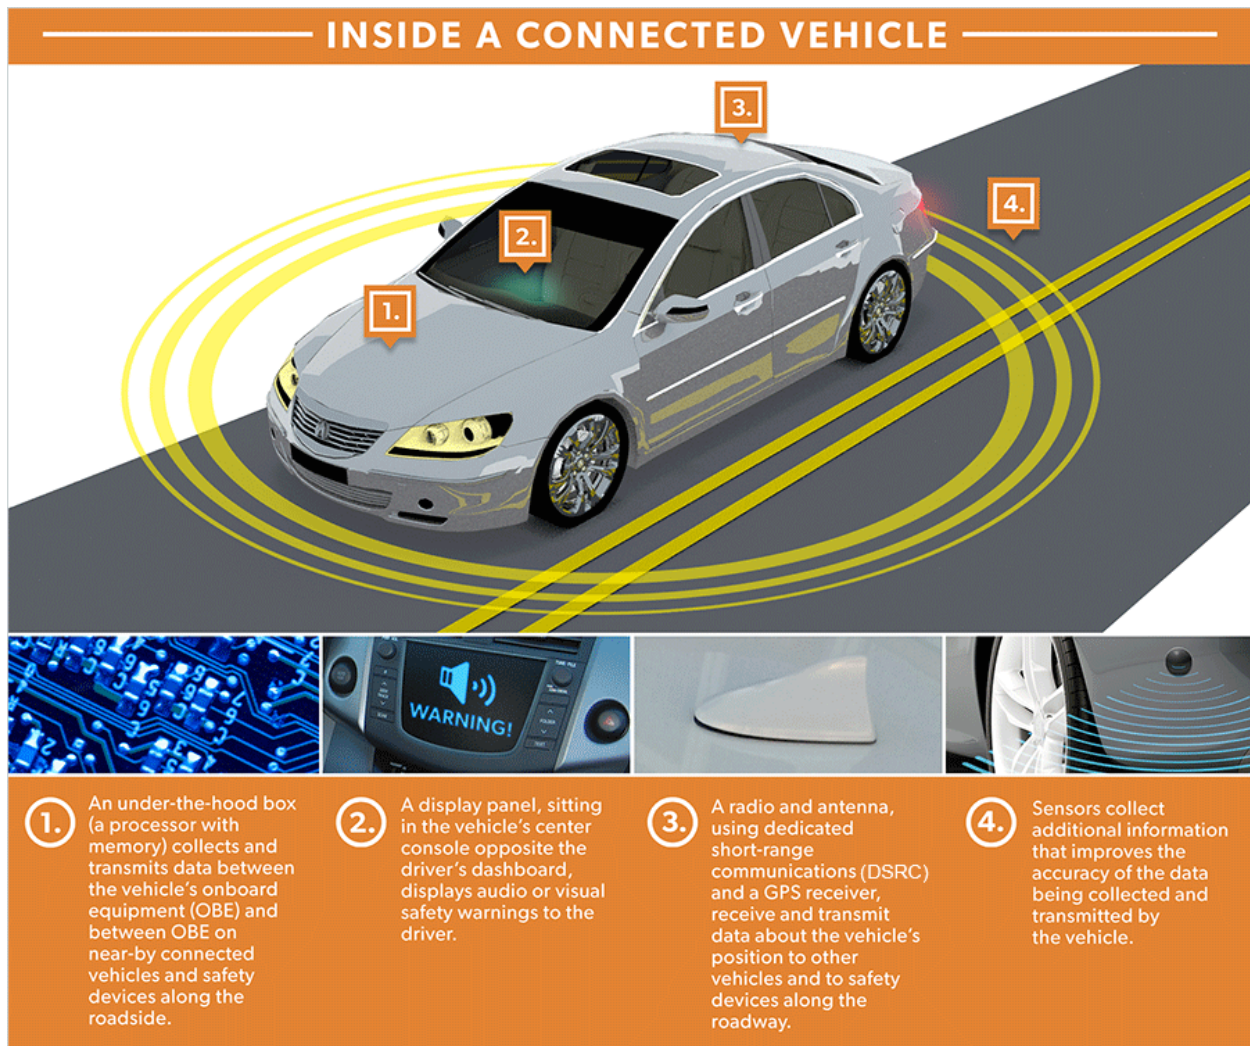 INSIDE A CONNECTED VEHICLE
3.
4.
2.
1.
WARNING!
1.
An under-the-hood box
(a processor with
memory) collects and
transmits data between
the vehicle's onboard
equipment (OBE) and
between OBE on
near-by connected
vehicles and safety
devices along the
roadside.
2.
A display panel, sitting
in the vehicle's center
console opposite the
driver's dashboard,
displays audio or visual
safety warnings to the
driver.
3.
A radio and antenna,
using dedicated
short-range
communications (DSRC)
and a GPS receiver,
receive and transmit
data about the vehicle's
position to other
vehicles and to safety
devices along the
roadway.
4.
Sensors collect
additional information
that improves the
accuracy of the data
being collected and
transmitted by
the vehicle.